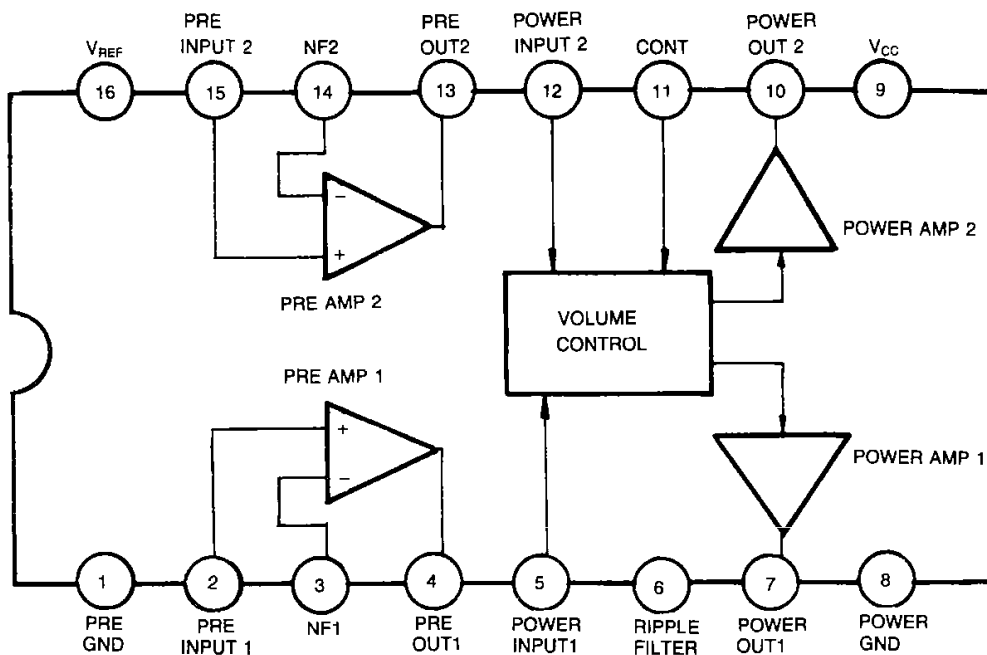 PRE
INPUT 2
PRE
OUT2
POWER
INPUT 2
POWER
OUT 2
VREF
NF2
CONT
VCC
16
15
14
13
12
11
10
9
−
+
PRE AMP 2
POWER AMP 2
VOLUME
CONTROL
PRE AMP 1
+
−
POWER AMP 1
1
2
3
4
5
6
7
8
PRE
GND
PRE
INPUT 1
NF1
PRE
OUT1
POWER
INPUT1
RIPPLE
FILTER
POWER
OUT1
POWER
GND